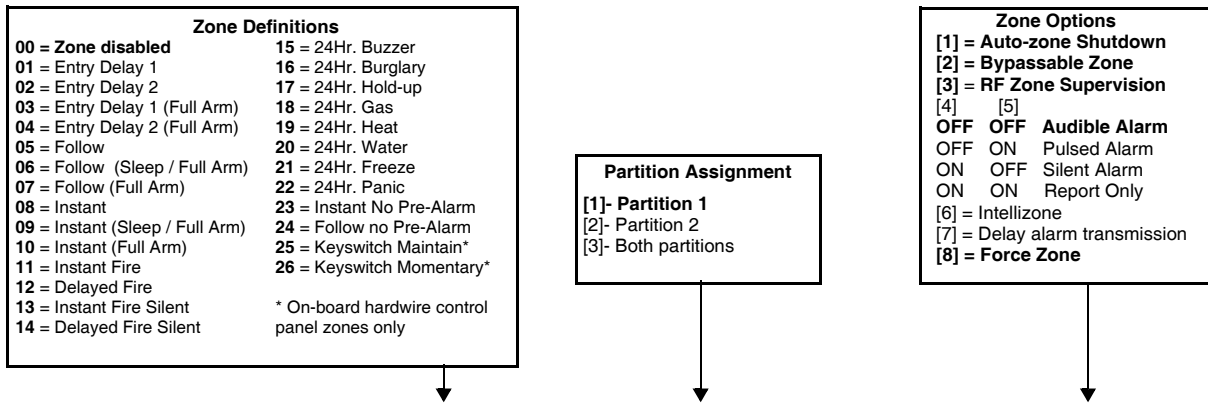 Zone Definitions
00 = Zone disabled
01 = Entry Delay 1
02 = Entry Delay 2
03 = Entry Delay 1 (Full Arm)
04 = Entry Delay 2 (Full Arm)
05 = Follow
06 = Follow (Sleep / Full Arm)
07 = Follow (Full Arm)
08 = Instant
09 = Instant (Sleep / Full Arm)
10 = Instant (Full Arm)
11 = Instant Fire
12 = Delayed Fire
13 = Instant Fire Silent
14 = Delayed Fire Silent
15 = 24Hr. Buzzer
16 = 24Hr. Burglary
17 = 24Hr. Hold-up
18 = 24Hr. Gas
19 = 24Hr. Heat
20 = 24Hr. Water
21 = 24Hr. Freeze
22 = 24Hr. Panic
23 = Instant No Pre-Alarm
24 = Follow no Pre-Alarm
25 = Keyswitch Maintain*
26 = Keyswitch Momentary*
* On-board hardwire control
panel zones only
Partition Assignment
[1]- Partition 1
[2]- Partition 2
[3]- Both partitions
Zone Options
[1] = Auto-zone Shutdown
[2] = Bypassable Zone
[3] = RF Zone Supervision
[4] [5]
OFF OFF Audible Alarm
OFF ON Pulsed Alarm
ON OFF Silent Alarm
ON ON Report Only
[6] = Intellizone
[7] = Delay alarm transmission
[8] = Force Zone